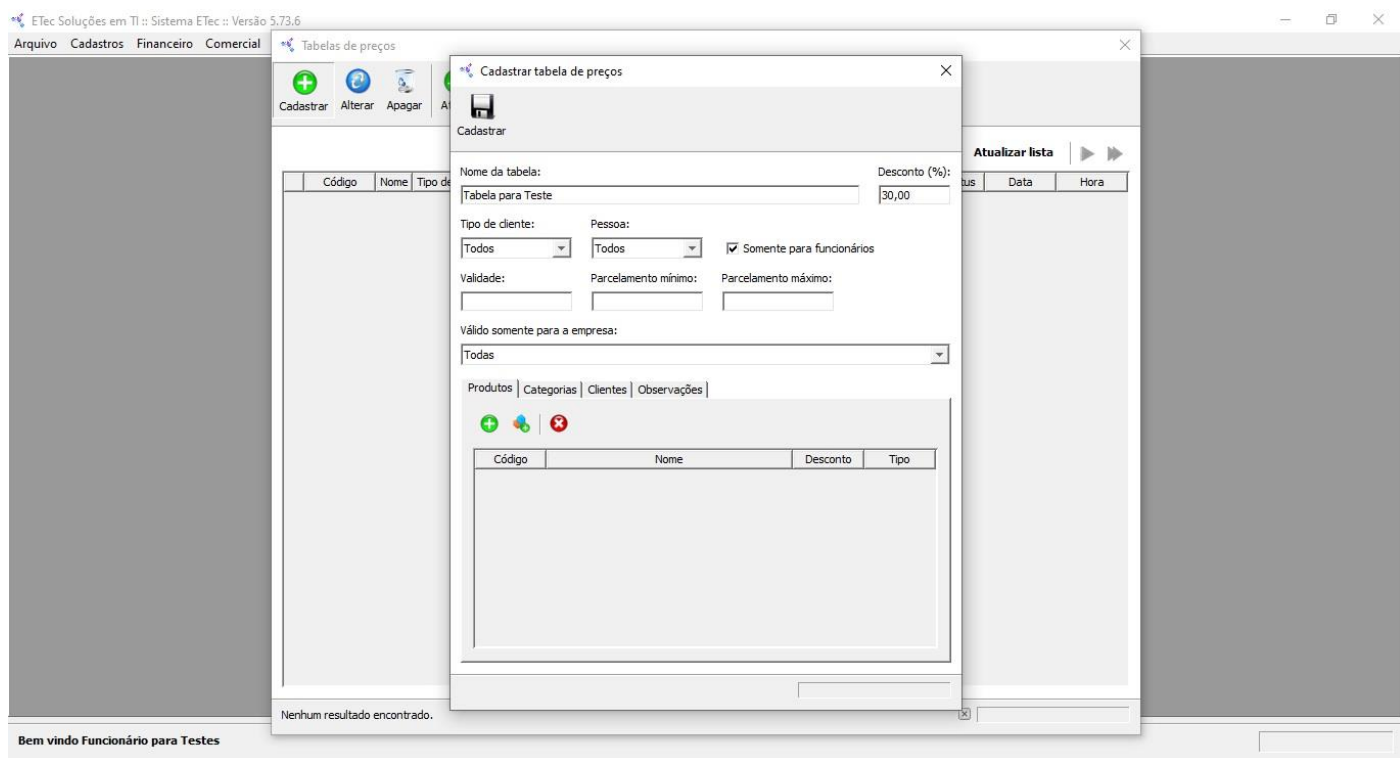 ETec Soluções em TI :: Sistema ETec :: Versão 5.73.6
Arquivo Cadastros Financeiro Comercial
Tabelas de preços
Cadastrar Alterar Apagar
Cadastrar tabela de preços
Cadastrar
Atualizar lista
Código Nome Tipo de
Data Hora
Nome da tabela: Desconto (%):
Tabela para Teste 30,00
Tipo de cliente: Pessoa:
Todos Todos Somente para funcionários
Validade: Parcelamento mínimo: Parcelamento máximo:
Válido somente para a empresa:
Todas
Produtos Categorias Clientes Observações
Código Nome Desconto Tipo
Nenhum resultado encontrado.
Bem vindo Funcionário para Testes